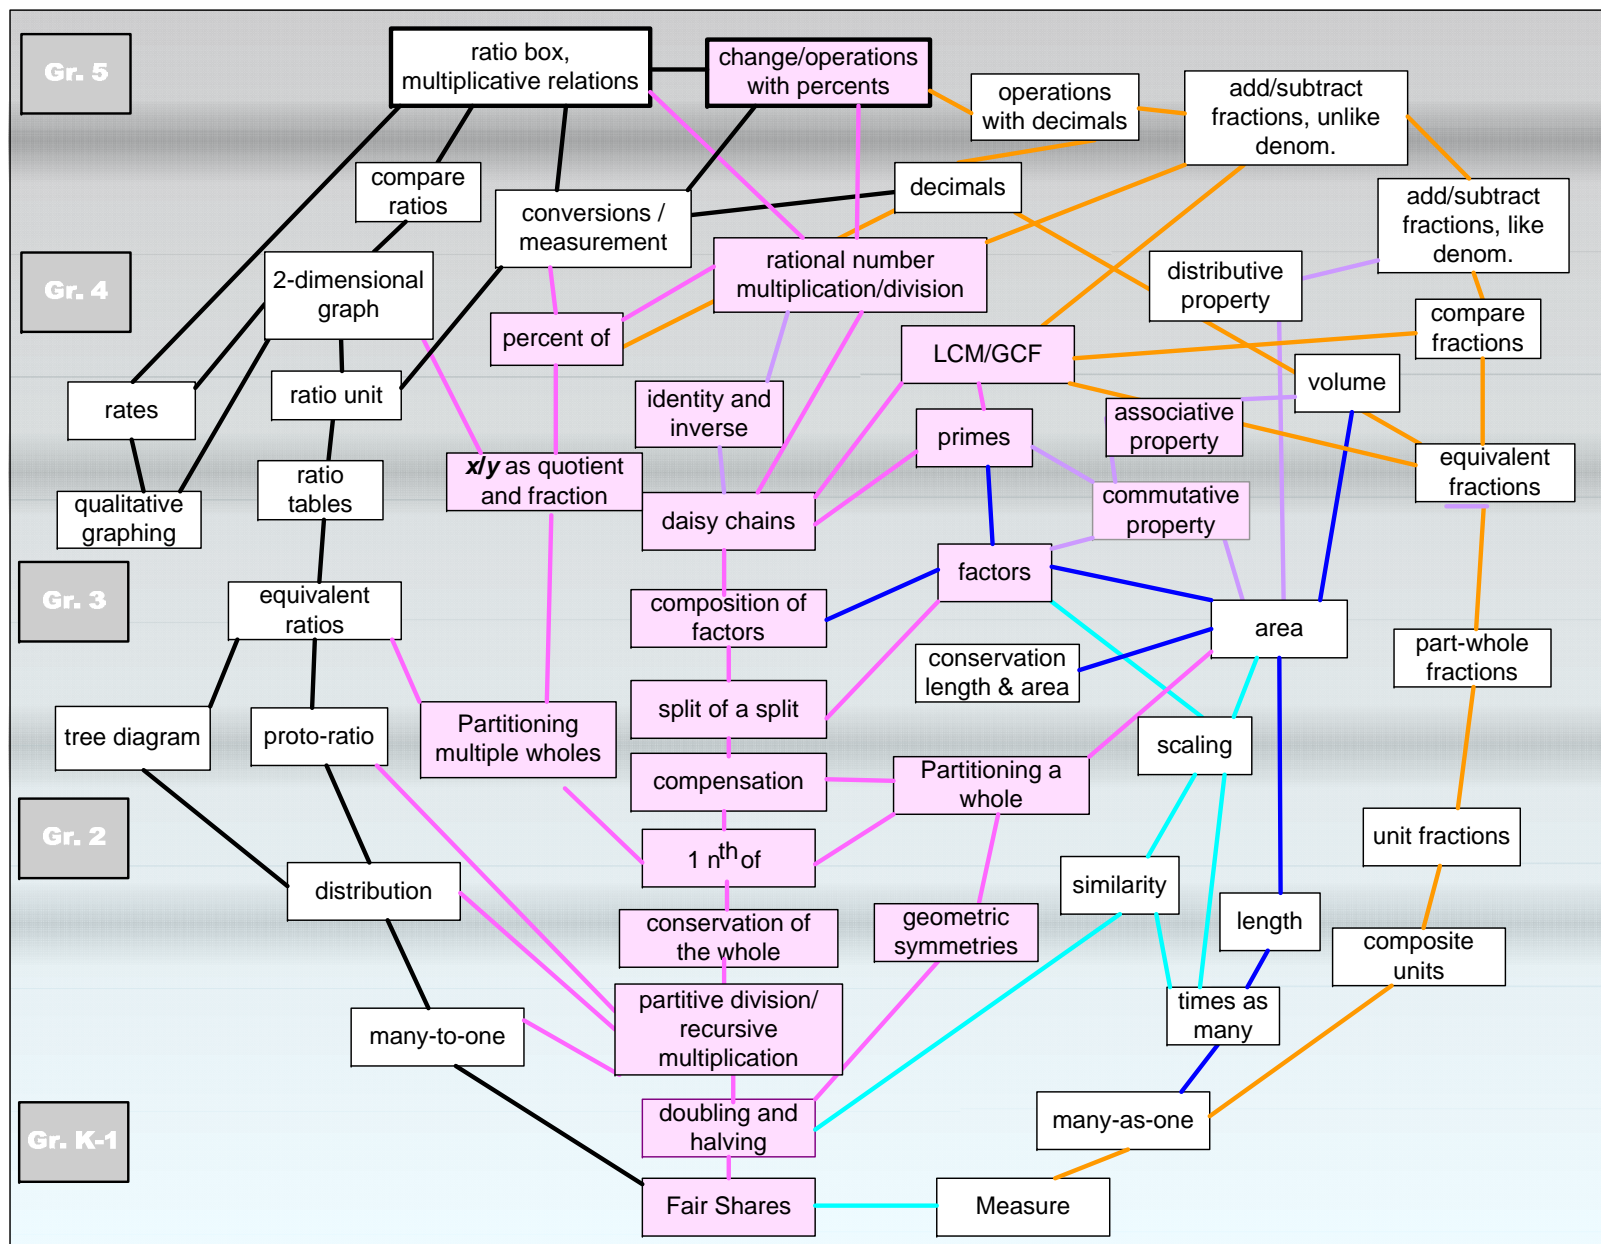 Gr. 5
ratio box,
multiplicative relations
change/operations
with percents
operations
with decimals
add/subtract
fractions, unlike
denom.
compare
ratios
conversions /
measurement
decimals
add/subtract
fractions, like
denom.
Gr. 4
2-dimensional
graph
rational number
multiplication/division
distributive
property
percent of
LCM/GCF
compare
fractions
rates
ratio unit
identity and
inverse
primes
associative
property
volume
qualitative
graphing
ratio
tables
x/y as quotient
and fraction
daisy chains
commutative
property
equivalent
fractions
Gr. 3
equivalent
ratios
composition of
factors
factors
area
conservation
length & area
part-whole
fractions
tree diagram
proto-ratio
Partitioning
multiple wholes
split of a split
scaling
compensation
Partitioning a
whole
Gr. 2
1 nth of
unit fractions
distribution
similarity
conservation of
the whole
geometric
symmetries
length
composite
units
many-to-one
partitive division/
recursive
multiplication
times as
many
Gr. K-1
doubling and
halving
many-as-one
Fair Shares
Measure